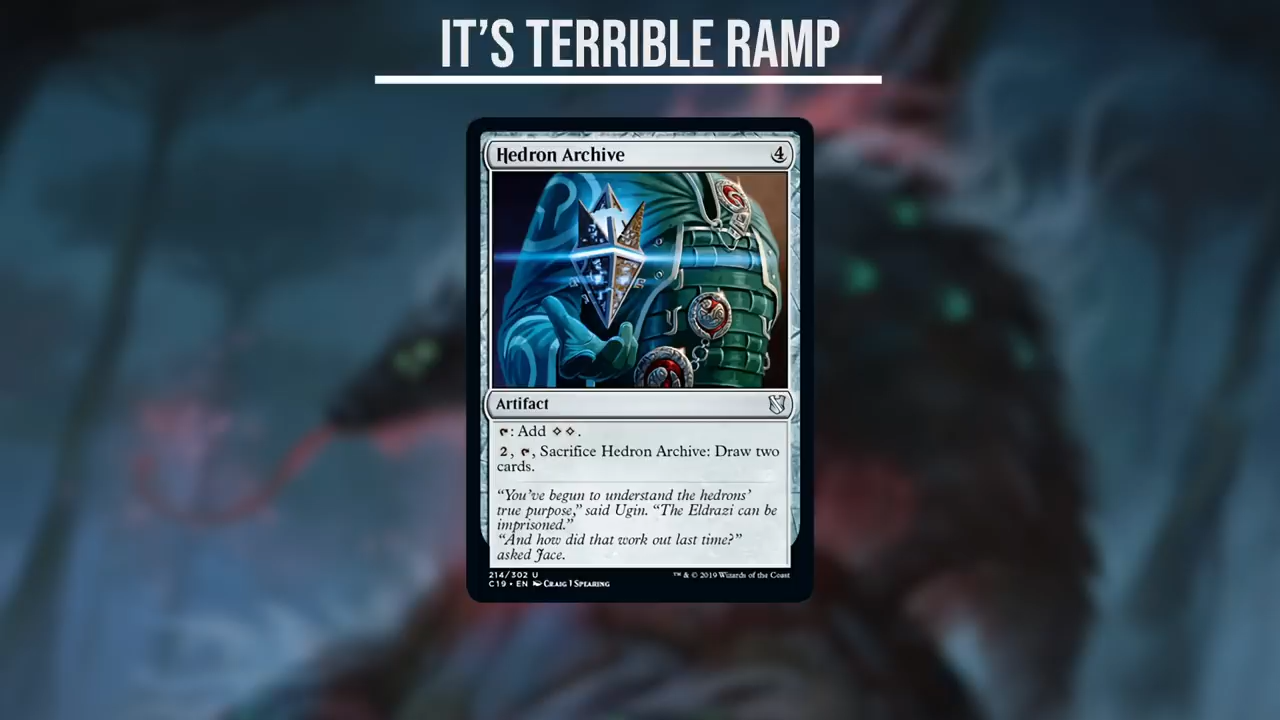 IT'S TERRIBLE RAMP
Hedron Archive 4
Artifact
: Add .
2, , Sacrifice Hedron Archive: Draw two
cards.
“You've begun to understand the hedrons'
true purpose,” said Ugin. “The Eldrazi can be
imprisoned.”
“And how did that work out last time?”
asked Jace.
214/302 U ™ & © 2019 Wizards of the Coast
C19 • EN Craig J Spearing